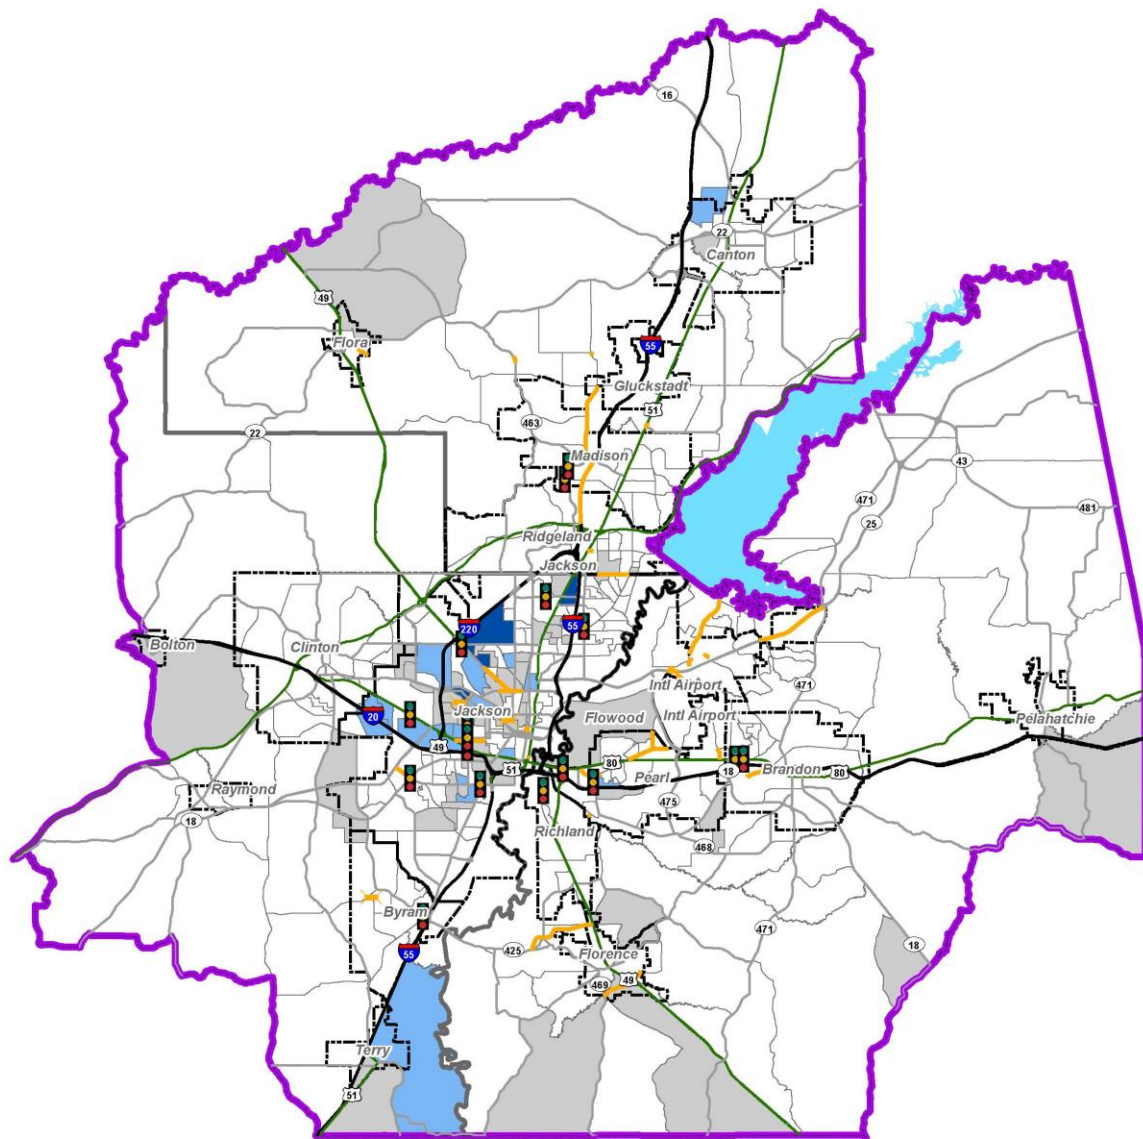 16
22
Canton
49
Flora
55
Gluckstadt
51
463
22
Madison
43
471
481
25
Ridgeland
Jackson
220
55
Bolton
Clinton
Intl Airport
471
Jackson
Flowood
Intl Airport
Pelahatchie
20
49
51
80
Pearl
18
Brandon
80
Raymond
475
18
Richland
468
Byram
471
425
Florence
18
55
469
49
Terry
51